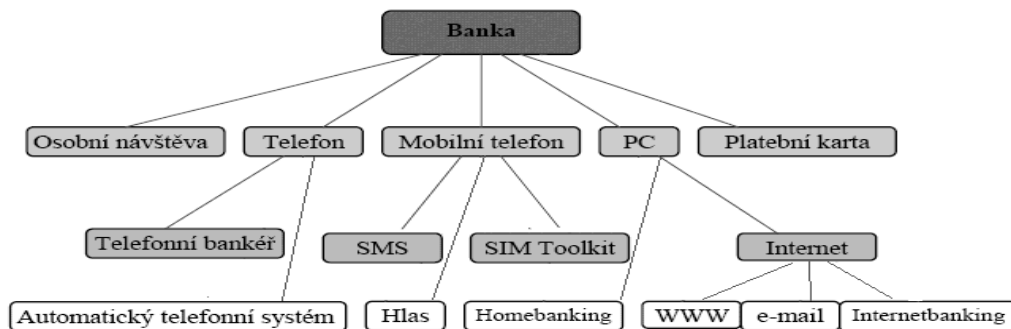 Banka
Osobní návštěva
Telefon
Mobilní telefon
PC
Platební karta
Telefonní bankéř
SMS
SIM Toolkit
Internet
Automatický telefonní systém
Hlas
Homebanking
WWW
e-mail
Internetbanking